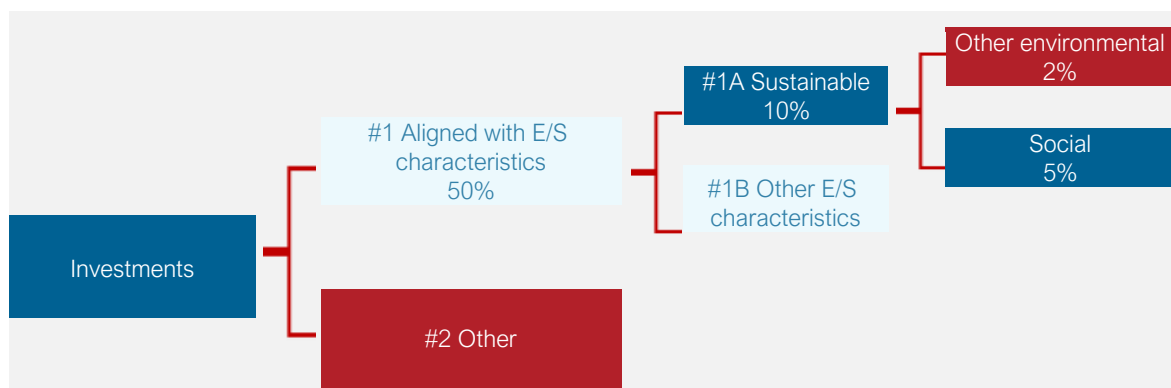 Investments
#1 Aligned with E/S
characteristics
50%
#2 Other
#1A Sustainable
10%
#1B Other E/S
characteristics
Other environmental
2%
Social
5%